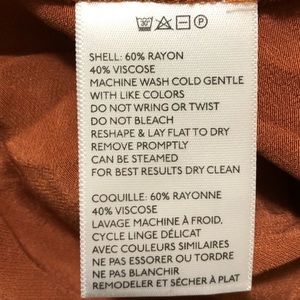 30°
P
SHELL: 60% RAYON
40% VISCOSE
MACHINE WASH COLD GENTLE
WITH LIKE COLORS
DO NOT WRING OR TWIST
DO NOT BLEACH
RESHAPE & LAY FLAT TO DRY
REMOVE PROMPTLY
CAN BE STEAMED
FOR BEST RESULTS DRY CLEAN
COQUILLE: 60% RAYONNE
40% VISCOSE
LAVAGE MACHINE À FROID,
CYCLE LINGE DÉLICAT
AVEC COULEURS SIMILAIRES
NE PAS ESSORER OU TORDRE
NE PAS BLANCHIR
REMODELER ET SÉCHER À PLAT